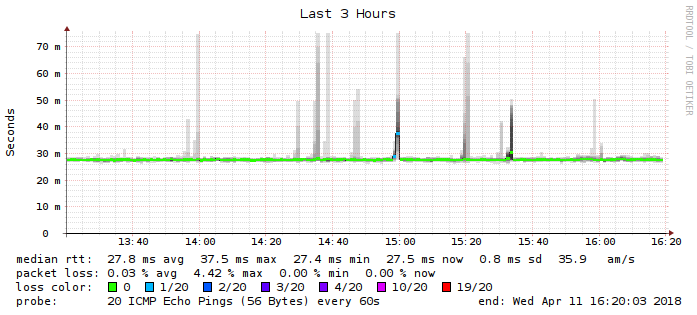 Last 3 Hours
RRDTOOL / TOBI OETIKER
Seconds
70 m
60 m
50 m
40 m
30 m
20 m
10 m
0
13:40 14:00 14:20 14:40 15:00 15:20 15:40 16:00 16:20
median rtt: 27.8 ms avg 37.5 ms max 27.4 ms min 27.5 ms now 0.8 ms sd 35.9 am/s
packet loss: 0.03 % avg 4.42 % max 0.00 % min 0.00 % now
loss color: 0 1/20 2/20 3/20 4/20 10/20 19/20
probe: 20 ICMP Echo Pings (56 Bytes) every 60s end: Wed Apr 11 16:20:03 2018